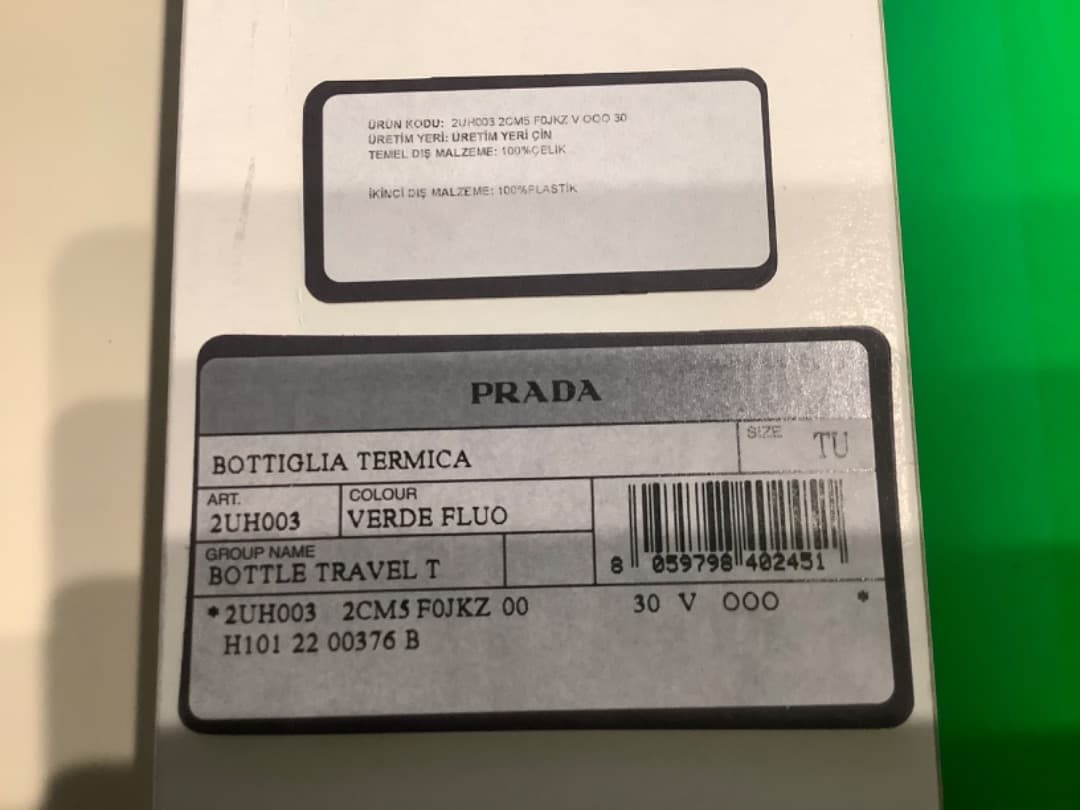 ÜRÜN KODU: 2UH003 2CM5 F0JKZ V OOO 30
ÜRETİM YERİ: ÜRETİM YERİ ÇİN
TEMEL DIŞ MALZEME: 100%ÇELİK
İKİNCİ DIŞ MALZEME: 100%PLASTİK
PRADA
BOTTIGLIA TERMICA
SIZE TU
ART.
2UH003
COLOUR
VERDE FLUO
GROUP NAME
BOTTLE TRAVEL T
8 059798 402451
*2UH003 2CM5 F0JKZ 00 30 V OOO *
H101 22 00376 B